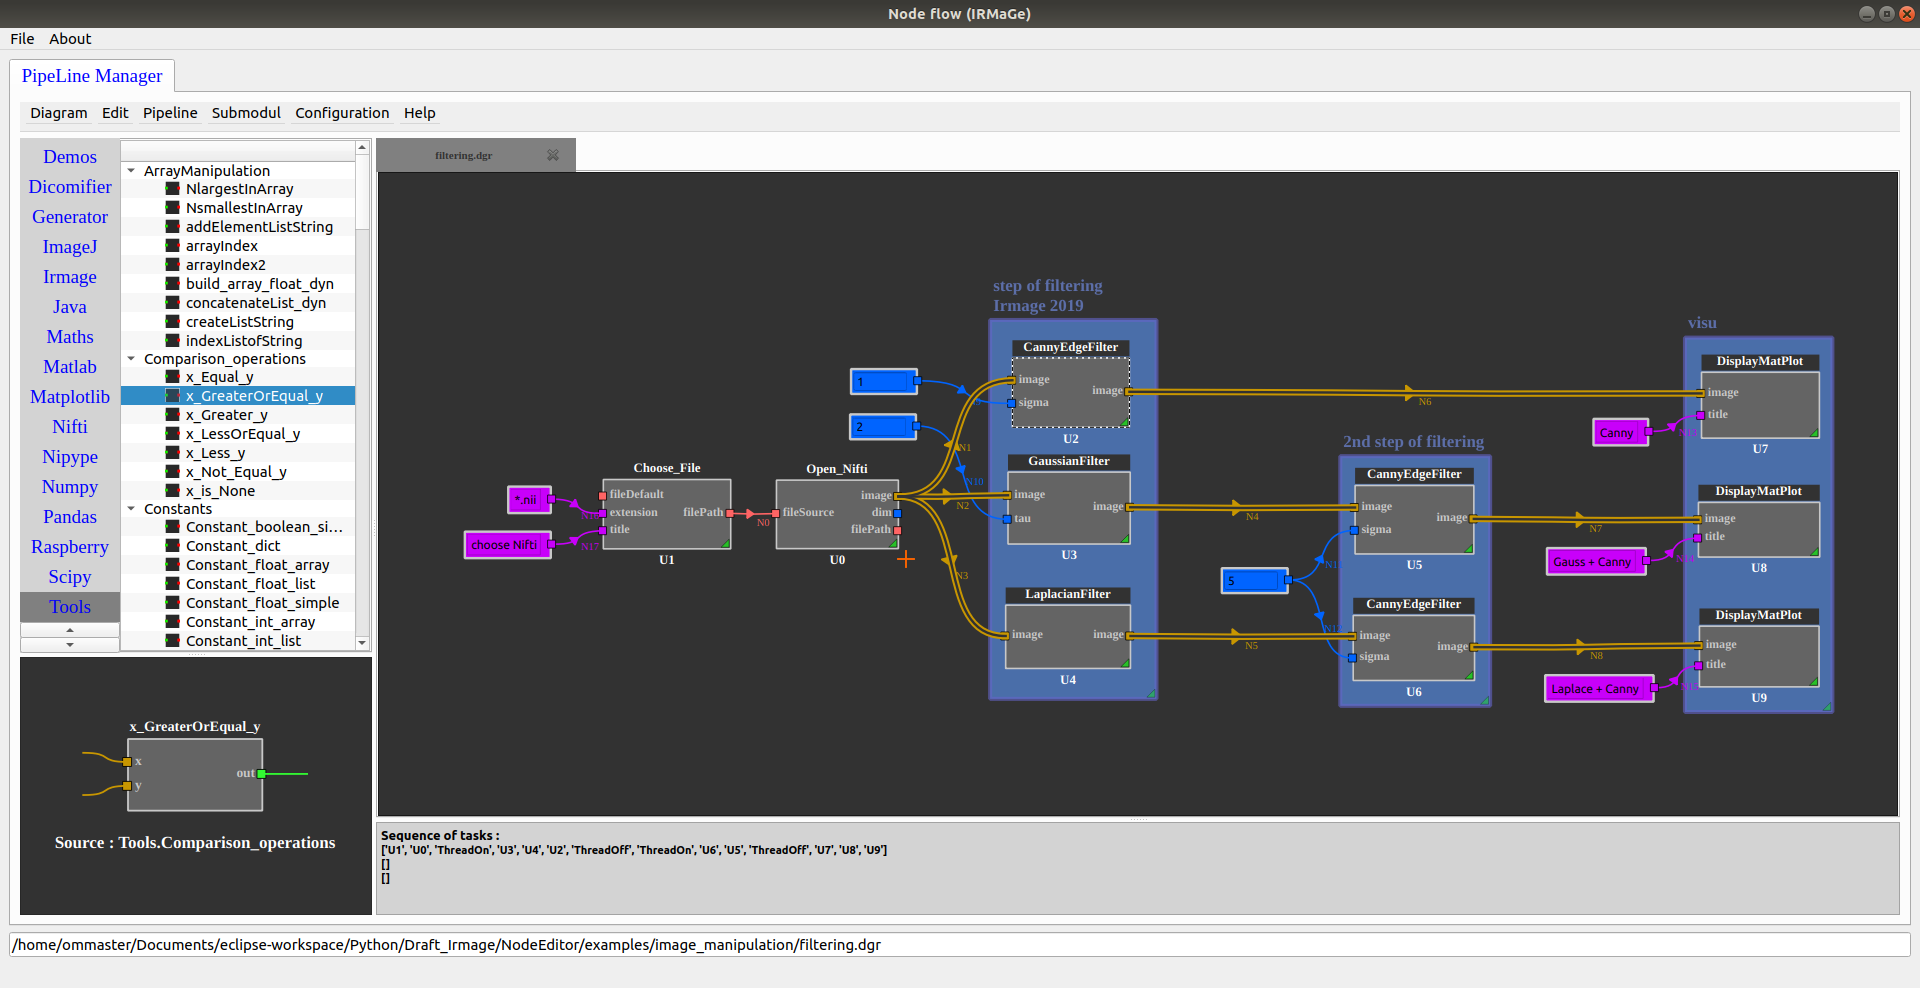 Node flow (IRMaGe)
File About
PipeLine Manager
Diagram Edit Pipeline Submodul Configuration Help
Demos
Dicomifier
Generator
ImageJ
Irmage
Java
Maths
Matlab
Matplotlib
Nifti
Nipype
Numpy
Pandas
Raspberry
Scipy
Tools
ArrayManipulation
NlargestInArray
NsmallestInArray
addElementListString
arrayIndex
arrayIndex2
build_array_float_dyn
concatenateList_dyn
createListString
indexListofString
Comparison_operations
x_Equal_y
x_GreaterOrEqual_y
x_Greater_y
x_LessOrEqual_y
x_Less_y
x_Not_Equal_y
x_is_None
Constants
Constant_boolean_si...
Constant_dict
Constant_float_array
Constant_float_list
Constant_float_simple
Constant_int_array
Constant_int_list
x_GreaterOrEqual_y
x
y
out
Source : Tools.Comparison_operations
filtering.dgr
*.nii
choose Nifti
N16
N17
Choose_File
fileDefault
extension
title
filePath
U1
N0
Open_Nifti
fileSource
image
dim
filePath
U0
1
2
N1
N10
N2
N3
step of filtering
Irmage 2019
CannyEdgeFilter
image
sigma
image
U2
GaussianFilter
image
tau
image
U3
LaplacianFilter
image
image
U4
N6
N4
N5
5
2nd step of filtering
CannyEdgeFilter
image
sigma
image
U5
CannyEdgeFilter
image
sigma
image
U6
N7
N8
Canny
Gauss + Canny
Laplace + Canny
visu
DisplayMatPlot
image
title
U7
DisplayMatPlot
image
title
U8
DisplayMatPlot
image
title
U9
Sequence of tasks :
['U1', 'U0', 'ThreadOn', 'U3', 'U4', 'U2', 'ThreadOff', 'ThreadOn', 'U6', 'U5', 'ThreadOff', 'U7', 'U8', 'U9']
[]
[]
/home/ommaster/Documents/eclipse-workspace/Python/Draft_Irmage/NodeEditor/examples/image_manipulation/filtering.dgr